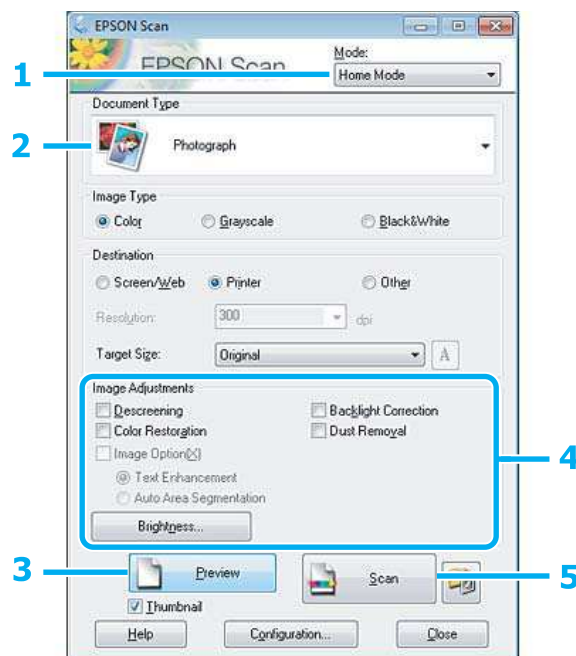 EPSON Scan
EPSON Scan
Mode:
1
Home Mode
Document Type
2
Photograph
Image Type
Color Grayscale Black&White
Destination
Screen/Web Printer Other
Resolution: 300 dpi
Target Size: Original A
Image Adjustments
Descreening Backlight Correction
Color Restoration Dust Removal
Image Option(X)
4
Text Enhancement
Auto Area Segmentation
Brightness...
3 Preview Scan 5
Thumbnail
Help Configuration... Close